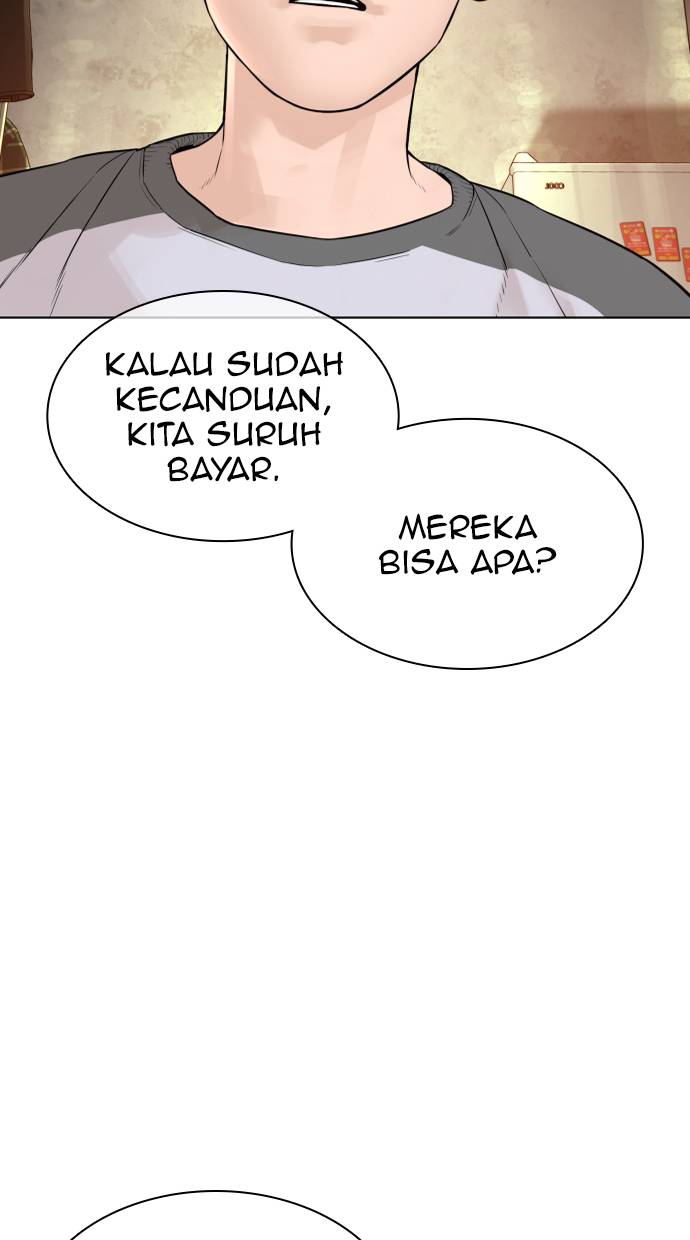 KALAU SUDAH
KECANDUAN,
KITA SURUH
BAYAR.
MEREKA
BISA APA?